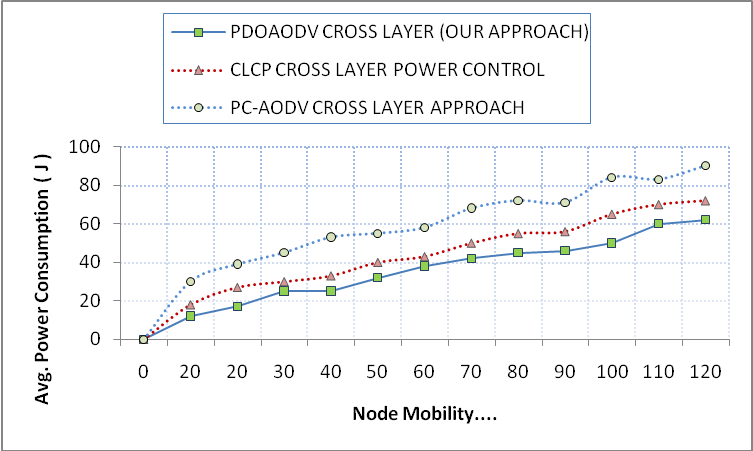 PDOAODV CROSS LAYER (OUR APPROACH)
CLCP CROSS LAYER POWER CONTROL
PC-AODV CROSS LAYER APPROACH
Avg. Power Consumption ( J )
100
80
60
40
20
0
0 20 20 30 40 50 60 70 80 90 100 110 120
Node Mobility....